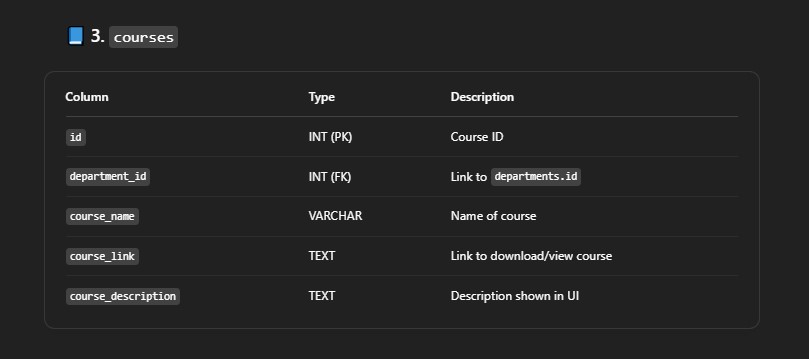 3. courses
Column Type Description
id INT (PK) Course ID
department_id INT (FK) Link to departments.id
course_name VARCHAR Name of course
course_link TEXT Link to download/view course
course_description TEXT Description shown in UI